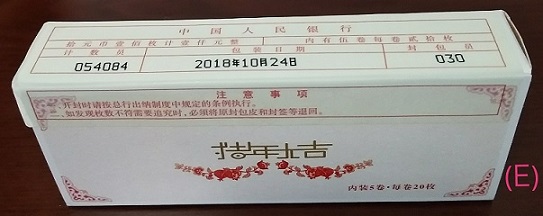 中国人民银行
拾元币壹佰枚计壹仟元整 内有伍卷每卷贰拾枚
计数员 包装日期 封包员
054084 2018年10月24日 030
注意事项
开封时请按总行出纳制度中规定的条例执行。
如发现枚数不符需要追究时，必须将原封包皮和封签等退回。
猪年大吉
内装5卷·每卷20枚
(E)